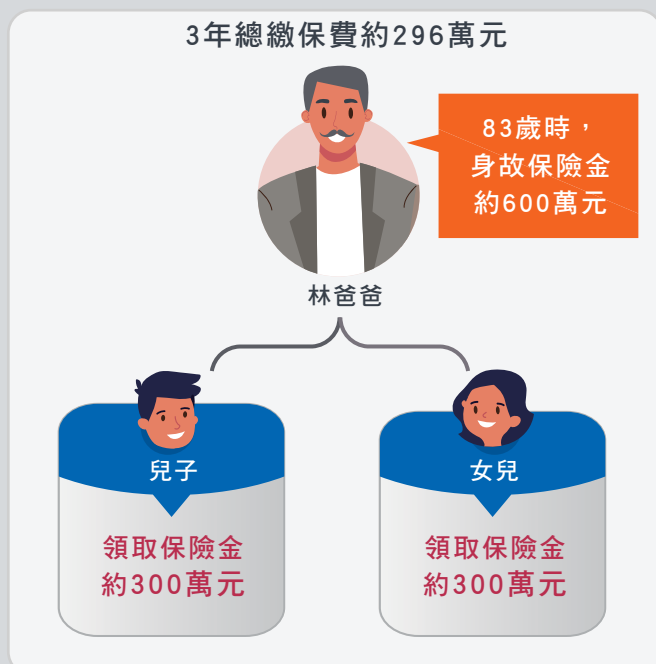 3年總繳保費約296萬元
83歲時，
身故保險金
約600萬元
林爸爸
兒子
女兒
領取保險金
約300萬元
領取保險金
約300萬元